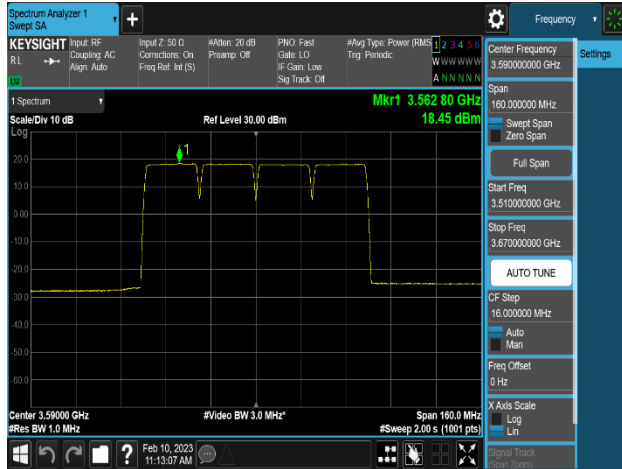 Spectrum Analyzer 1
Swept SA
Frequency
KEYSIGHT
Input: RF
Input Z: 50 Ω
#Atten: 20 dB
PNO: Fast
#Avg Type: Power (RMS
1 2 3 4 5 6
R L
Coupling: AC
Corrections: On
Preamp: Off
Gate: LO
Trig: Periodic
Align: Auto
Freq Ref: Int (S)
IF Gain: Low
W W W W W W
Sig Track: Off
A N N N N N
1 Spectrum
Mkr1 3.562 80 GHz
Scale/Div 10 dB
Ref Level 30.00 dBm
18.45 dBm
Log
1
20.0
10.0
0.00
-10.0
-20.0
-30.0
-40.0
-50.0
-60.0
Center 3.59000 GHz
#Video BW 3.0 MHz*
Span 160.0 MHz
#Res BW 1.0 MHz
#Sweep 2.00 s (1001 pts)
Center Frequency
3.590000000 GHz
Settings
Span
160.000000 MHz
Swept Span
Zero Span
Full Span
Start Freq
3.510000000 GHz
Stop Freq
3.670000000 GHz
AUTO TUNE
CF Step
16.000000 MHz
Auto
Man
Freq Offset
0 Hz
X Axis Scale
Log
Lin
Signal Track
(Span Zoom)
?
Feb 10, 2023
11:13:07 AM